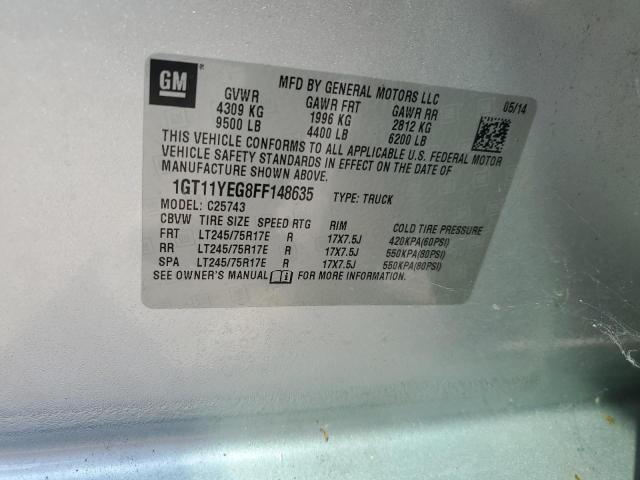 GM
MFD BY GENERAL MOTORS LLC
GVWR GAWR FRT GAWR RR 05/14
4309 KG 1996 KG 2812 KG
9500 LB 4400 LB 6200 LB
THIS VEHICLE CONFORMS TO ALL APPLICABLE U.S. FEDERAL MOTOR
VEHICLE SAFETY STANDARDS IN EFFECT ON THE DATE OF
MANUFACTURE SHOWN ABOVE.
1GT11YEG8FF148635 TYPE: TRUCK
MODEL: C25743
CBVW TIRE SIZE SPEED RTG RIM COLD TIRE PRESSURE
FRT LT245/75R17E R 17X7.5J 420KPA(60PSI)
RR LT245/75R17E R 17X7.5J 550KPA(80PSI)
SPA LT245/75R17E R 17X7.5J 550KPA(80PSI)
SEE OWNER'S MANUAL FOR MORE INFORMATION.